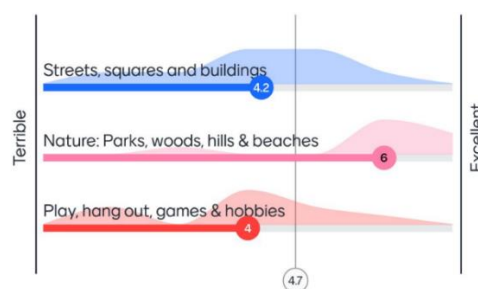 Streets, squares and buildings
4.2
Terrible
Nature: Parks, woods, hills & beaches
6
Excellent
Play, hang out, games & hobbies
4
4.7